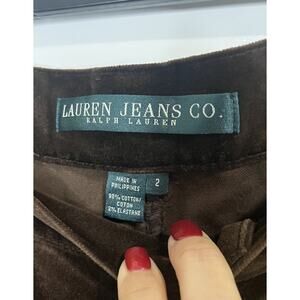 LAUREN JEANS CO.
RALPH LAUREN
MADE IN
PHILIPPINES
2
98% COTTON/
COTON
2% ELASTANE